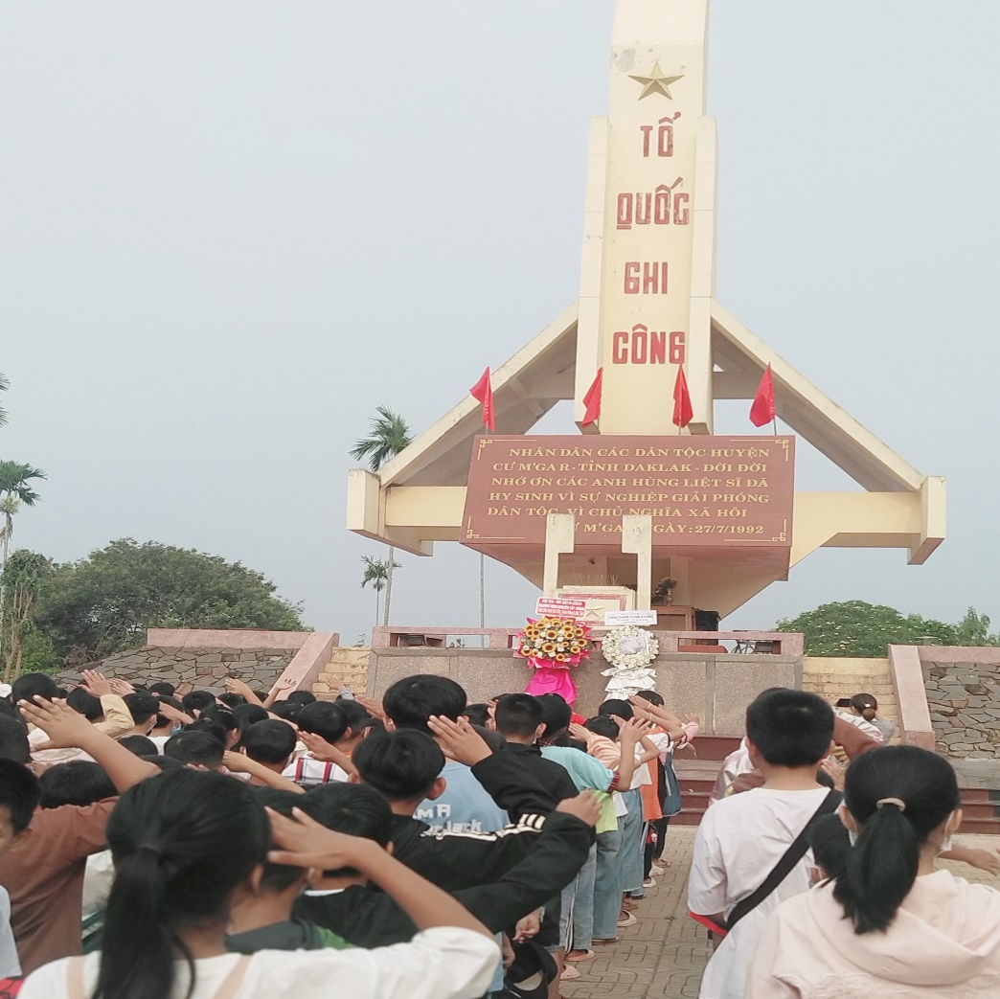 TỔ
QUỐC
GHI
CÔNG
NHÂN DÂN CÁC DÂN TỘC HUYỆN
CƯ M'GAR-TỈNH DAKLAK-ĐỜI ĐỜI
NHỚ ƠN CÁC ANH HÙNG LIỆT SĨ ĐÃ
HY SINH VÌ SỰ NGHIỆP GIẢI PHÓNG
DÂN TỘC, VÌ CHỦ NGHĨA XÃ HỘI
Ư M'GA GÀY: 27/7/1992